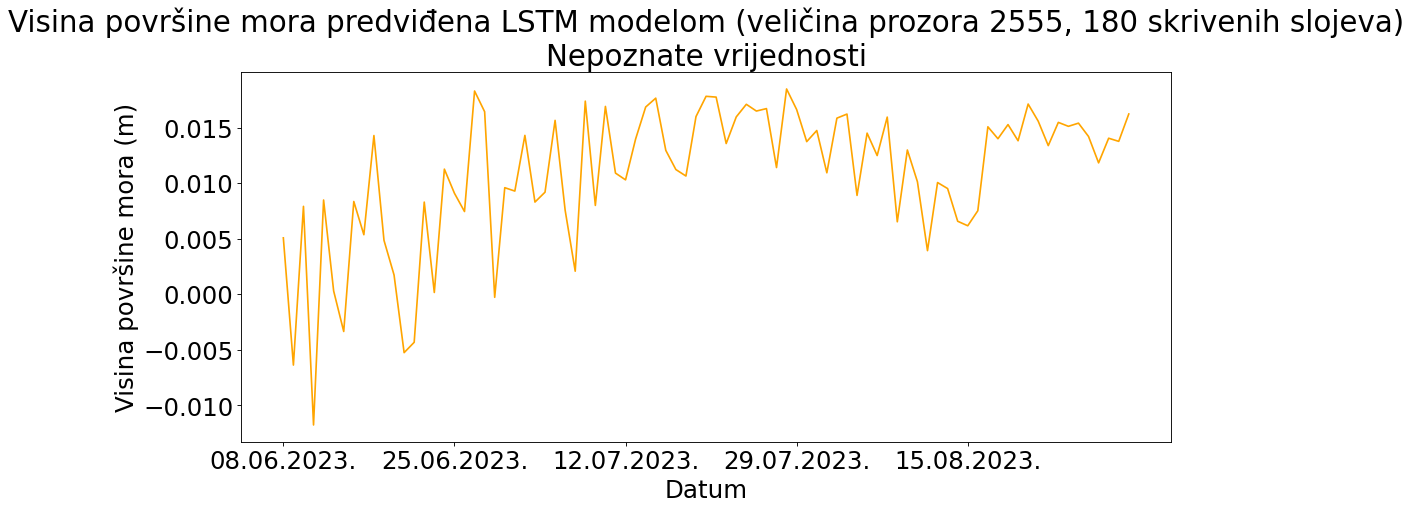 Visina površine mora predviđena LSTM modelom (veličina prozora 2555, 180 skrivenih slojeva)
Nepoznate vrijednosti
Visina površine mora (m)
0.015
0.010
0.005
0.000
−0.005
−0.010
08.06.2023. 25.06.2023. 12.07.2023. 29.07.2023. 15.08.2023.
Datum